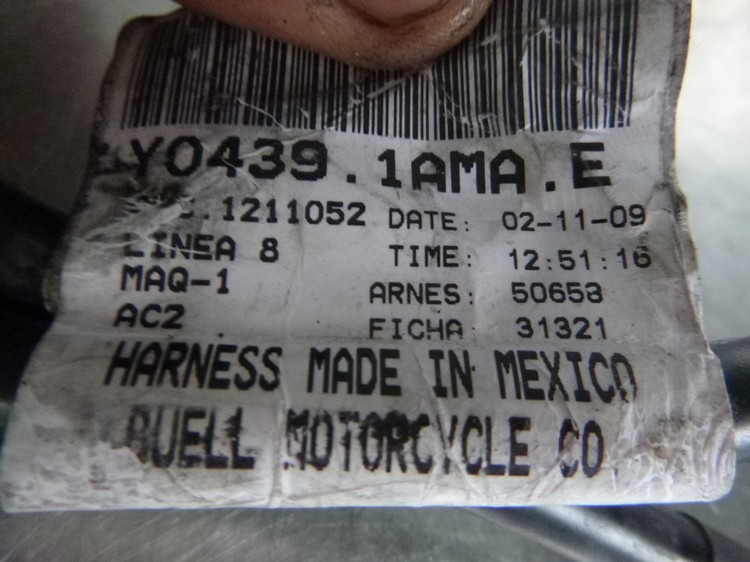 Y0439.1AMA.E
.1211052 DATE: 02-11-09
LINEA 8 TIME: 12:51:16
MAQ-1 ARNES: 50658
AC2 FICHA 31321
HARNESS MADE IN MEXICO
BUELL MOTORCYCLE CO.